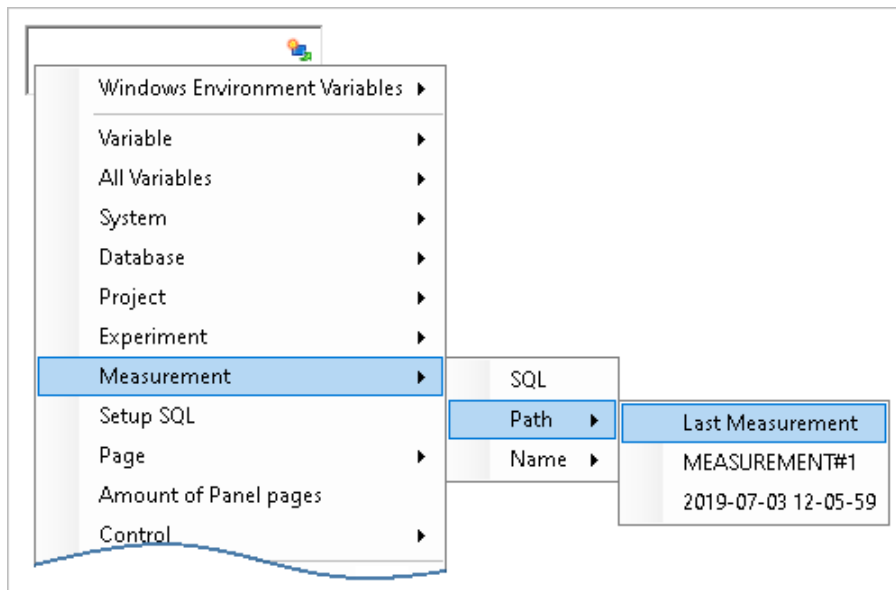 Windows Environment Variables
Variable
All Variables
System
Database
Project
Experiment
Measurement
Setup SQL
Page
Amount of Panel pages
Control
SQL
Path
Name
Last Measurement
MEASUREMENT#1
2019-07-03 12-05-59